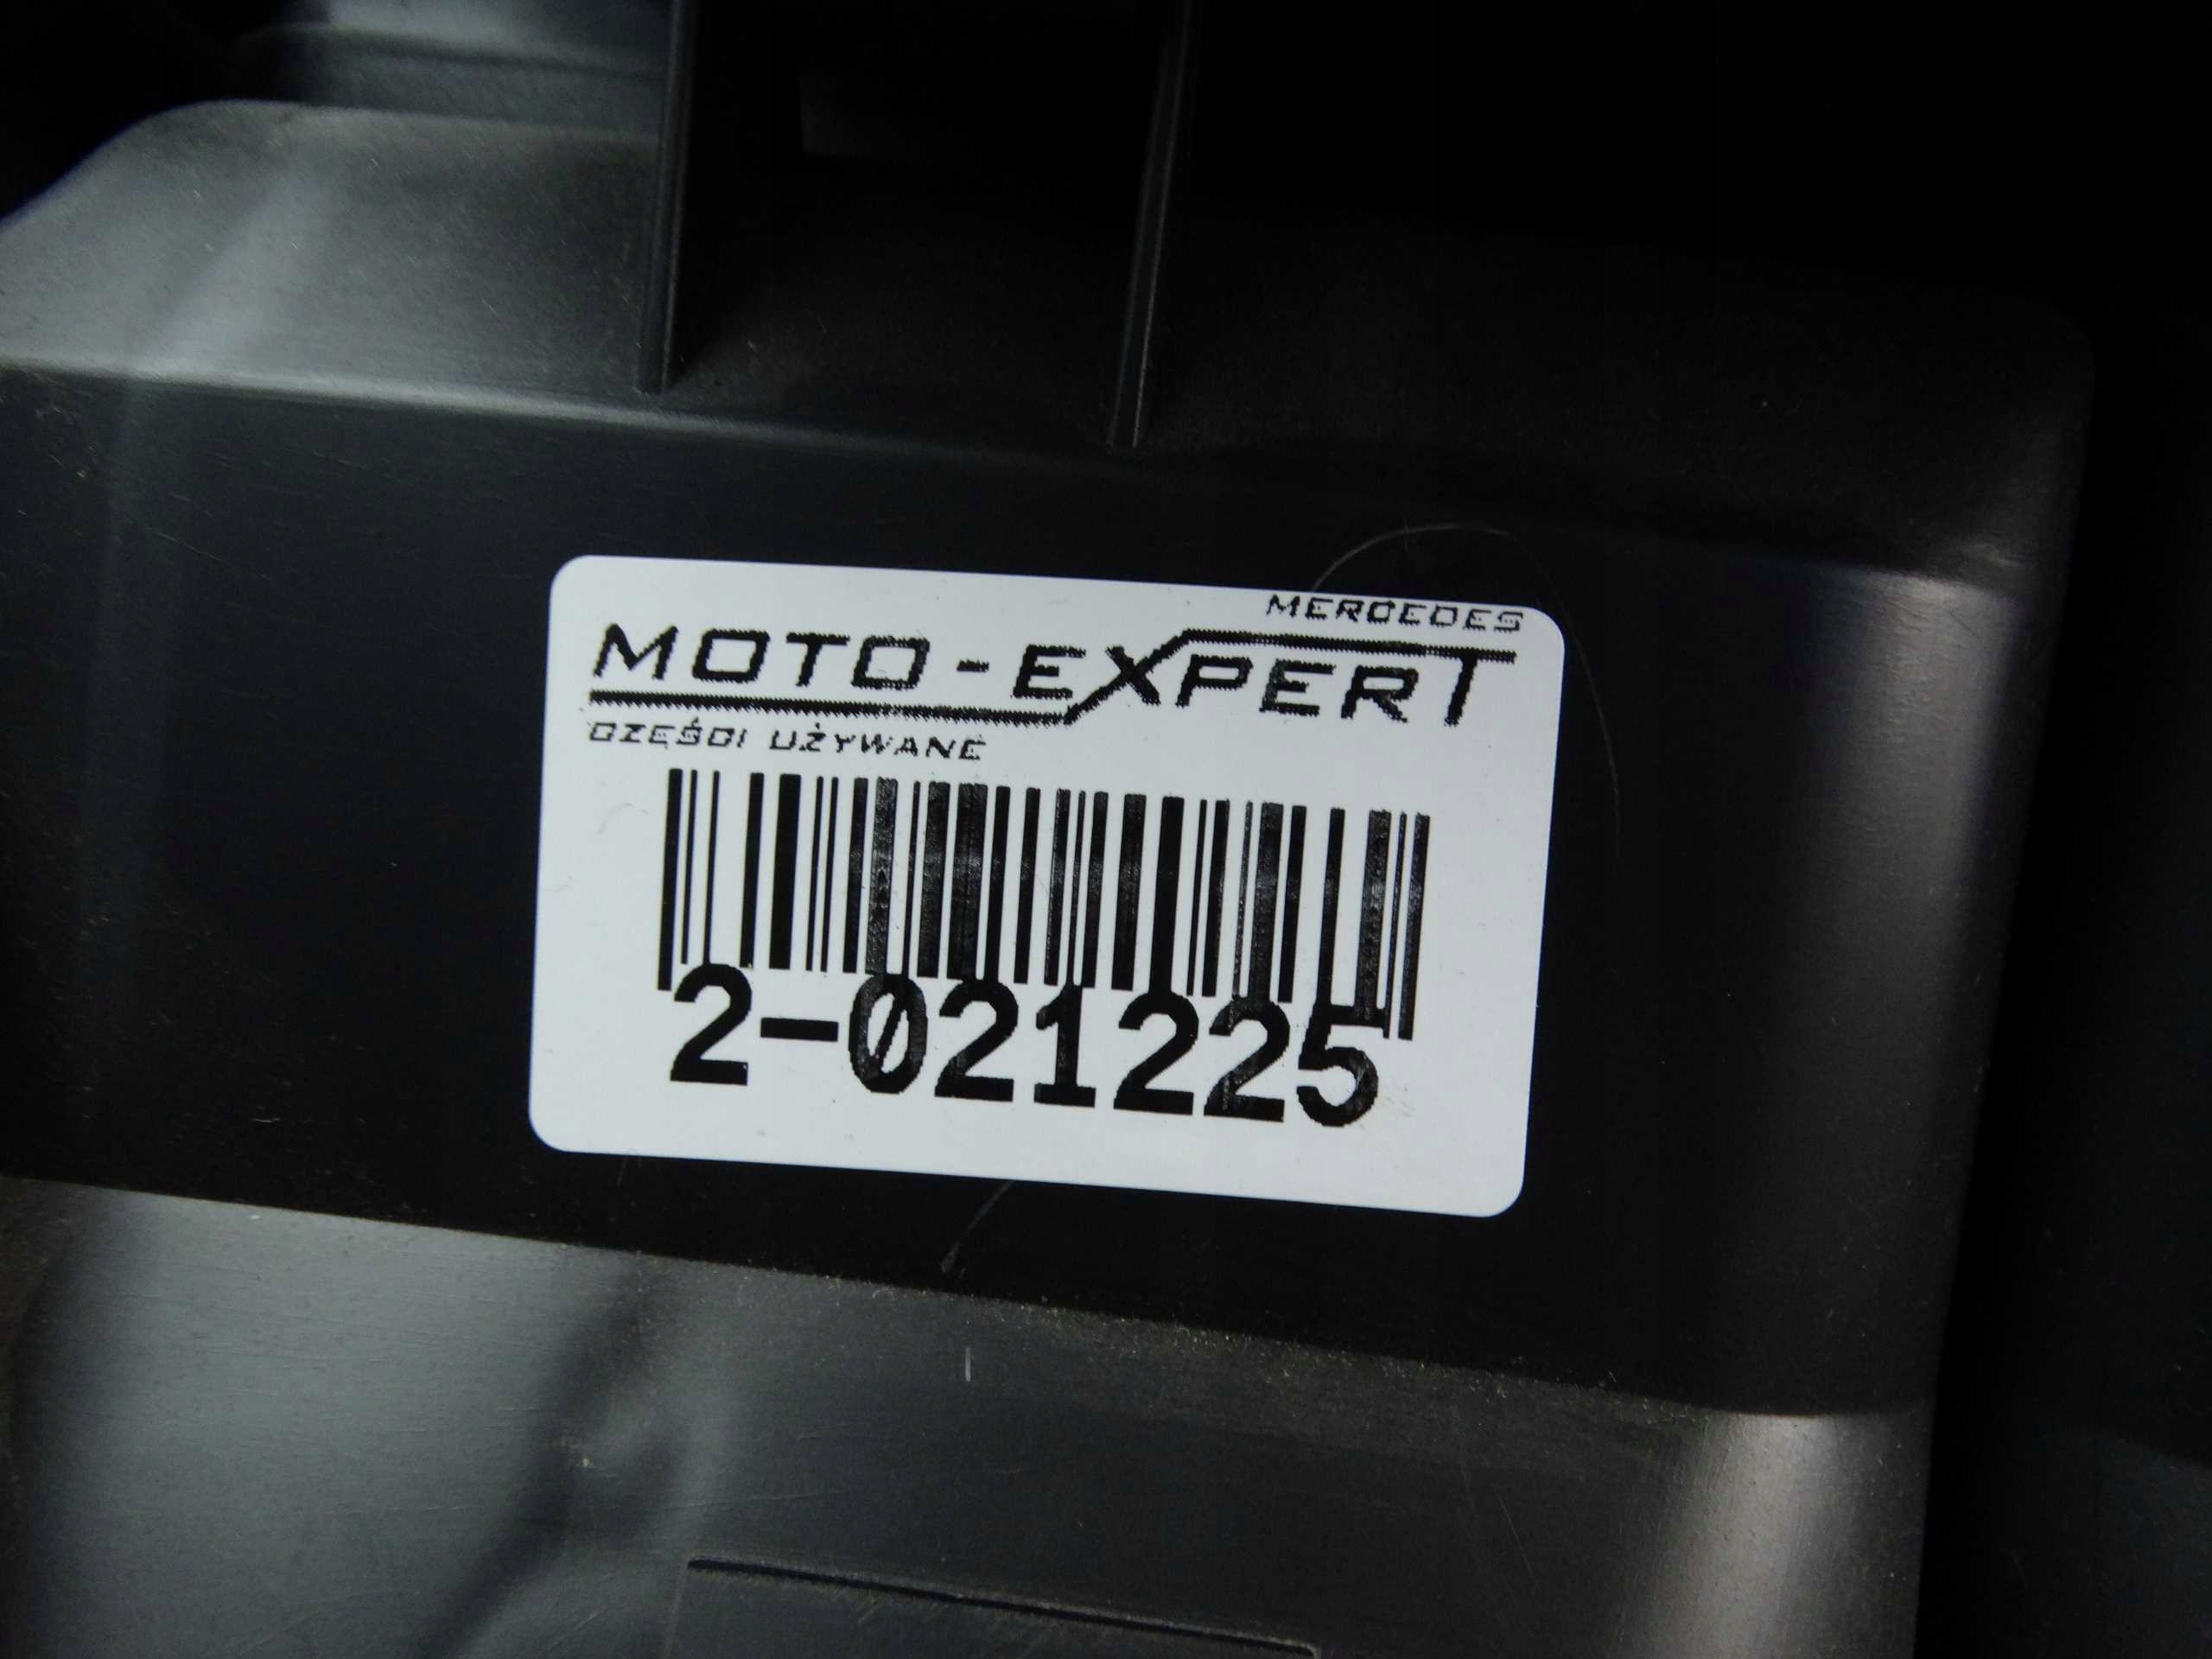 MERCEDES
MOTO-EXPERT
CZĘŚCI UŻYWANE
2-021225